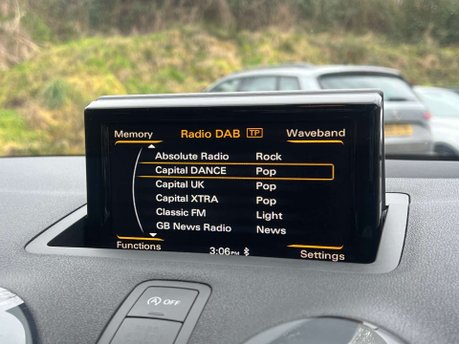 Memory Radio DAB TP Waveband
Absolute Radio Rock
Capital DANCE Pop
Capital UK Pop
Capital XTRA Pop
Classic FM Light
GB News Radio News
Functions 3:06PM Settings
OFF